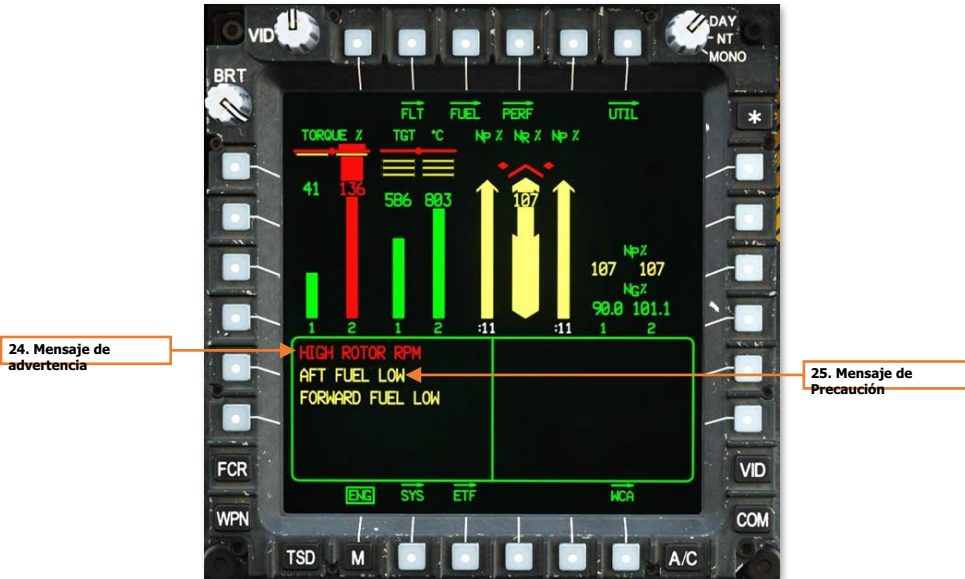 VID
DAY
NT
MONO
BRT
FLT FUEL PERF UTIL
*
TORQUE % TGT °C NP % NR % NP %
41 136 586 803 107
NP%
107 107
NG%
90.0 101.1
1 2 1 2 :11 :11 1 2
24. Mensaje de
advertencia
HIGH ROTOR RPM
AFT FUEL LOW
FORWARD FUEL LOW
25. Mensaje de
Precaución
FCR VID
ENG SYS ETF WCA
WPN COM
TSD M A/C